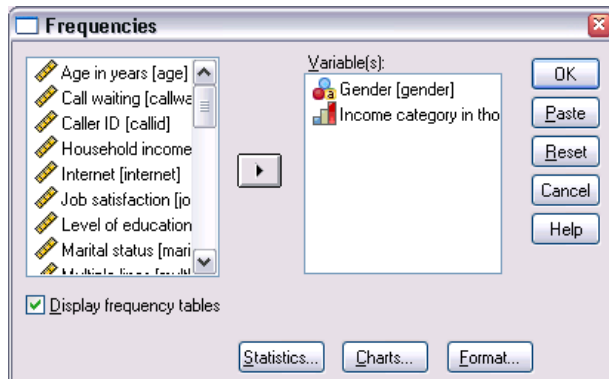 Frequencies
Age in years [age]
Call waiting [callwa
Caller ID [callid]
Household income
Internet [internet]
Job satisfaction [jo
Level of education
Marital status [mari
Variable(s):
a
Gender [gender]
Income category in tho
OK
Paste
Reset
Cancel
Help
Display frequency tables
Statistics...
Charts...
Format...